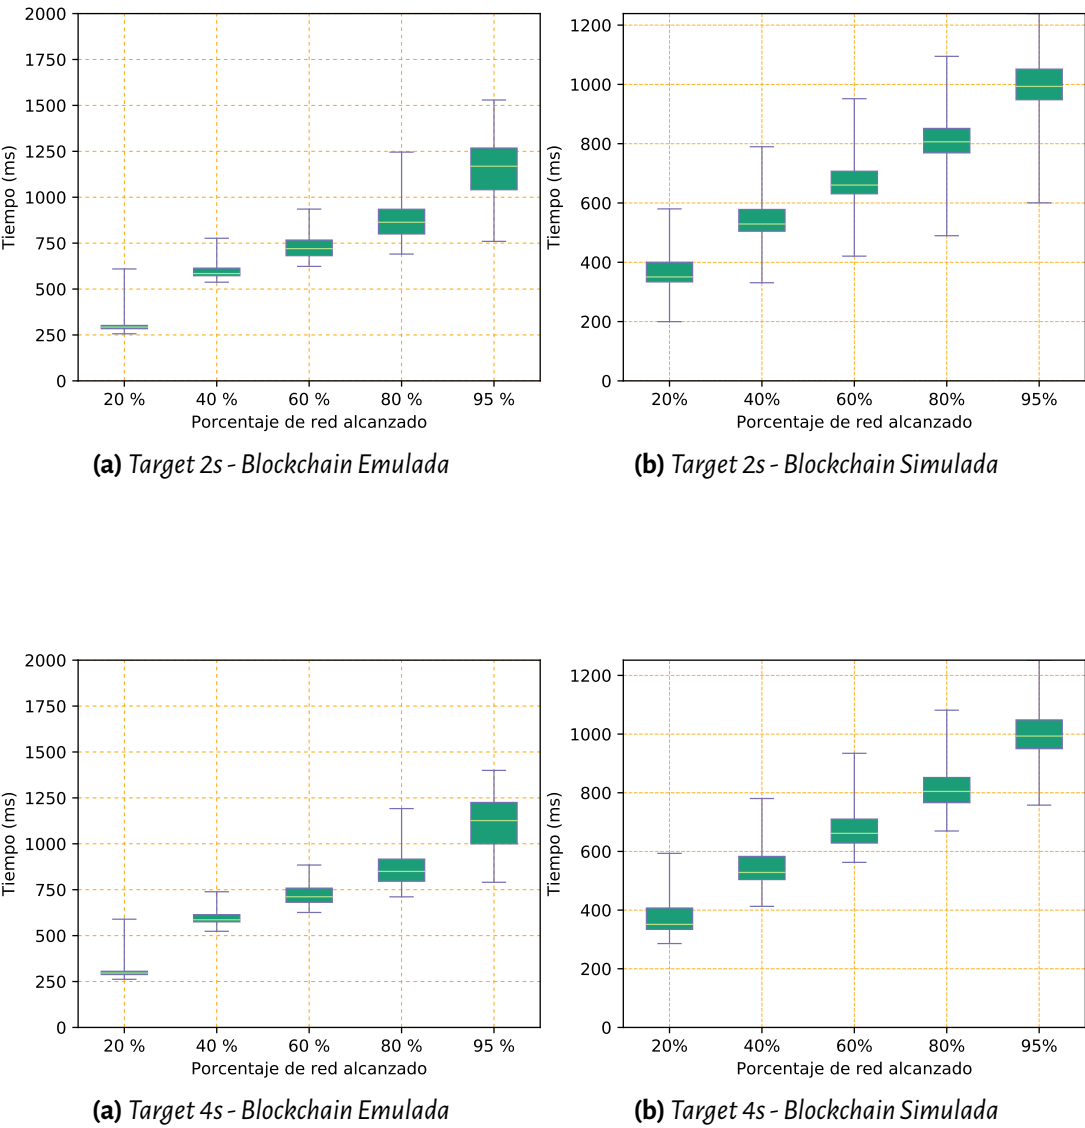 2000
1750
1500
1250
1000
750
500
250
0
Tiempo (ms)
20 % 40 % 60 % 80 % 95 %
Porcentaje de red alcanzado
(a) Target 2s - Blockchain Emulada
1200
1000
800
600
400
200
0
Tiempo (ms)
20% 40% 60% 80% 95%
Porcentaje de red alcanzado
(b) Target 2s - Blockchain Simulada
2000
1750
1500
1250
1000
750
500
250
0
Tiempo (ms)
20 % 40 % 60 % 80 % 95 %
Porcentaje de red alcanzado
(a) Target 4s - Blockchain Emulada
1200
1000
800
600
400
200
0
Tiempo (ms)
20% 40% 60% 80% 95%
Porcentaje de red alcanzado
(b) Target 4s - Blockchain Simulada